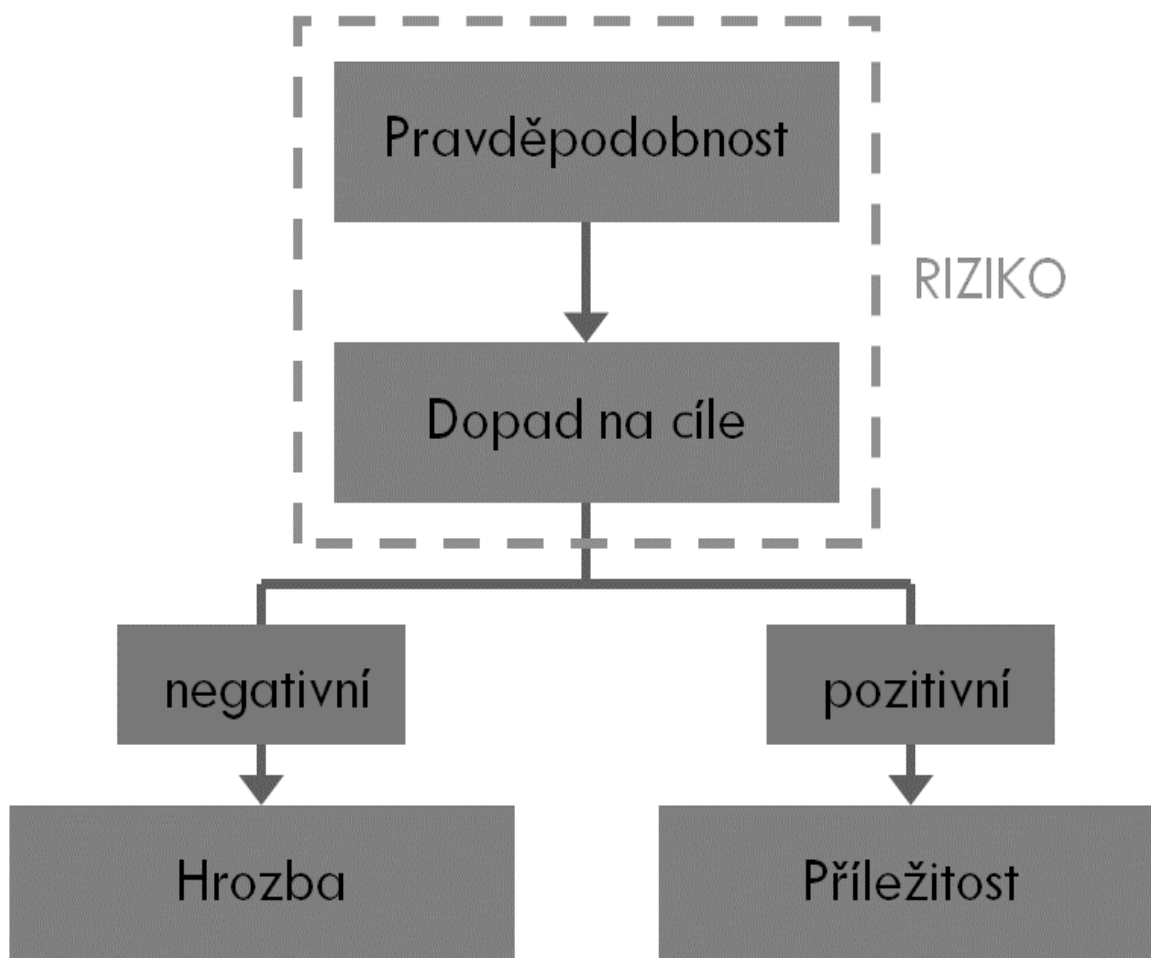 Pravděpodobnost
RIZIKO
Dopad na cíle
negativní
pozitivní
Hrozba
Příležitost